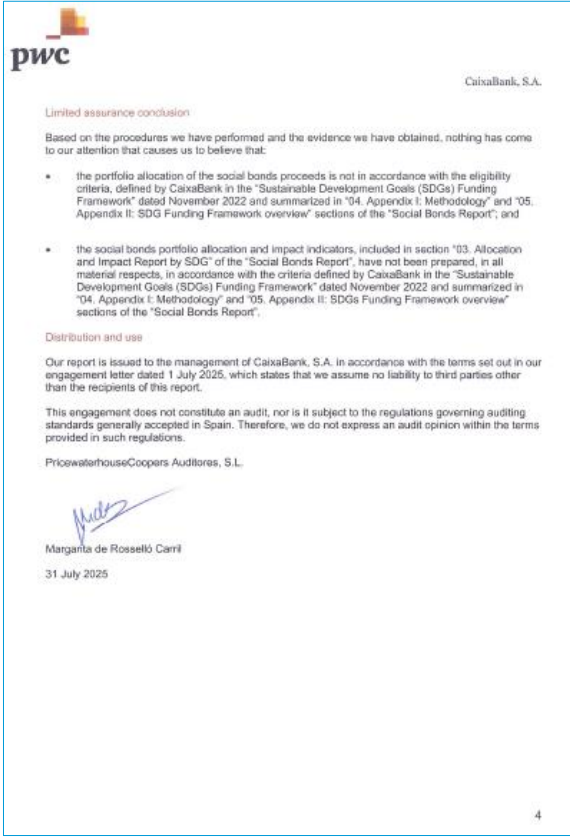 pwc
CaixaBank, S.A.
Limited assurance conclusion
Based on the procedures we have performed and the evidence we have obtained, nothing has come
to our attention that causes us to believe that:
• the portfolio allocation of the social bonds proceeds is not in accordance with the eligibility
criteria, defined by CaixaBank in the “Sustainable Development Goals (SDGs) Funding
Framework” dated November 2022 and summarized in “04. Appendix I: Methodology” and “05.
Appendix II: SDG Funding Framework overview” sections of the “Social Bonds Report”; and
• the social bonds portfolio allocation and impact indicators, included in section “03. Allocation
and Impact Report by SDG” of the “Social Bonds Report”, have not been prepared, in all
material respects, in accordance with the criteria defined by CaixaBank in the “Sustainable
Development Goals (SDGs) Funding Framework” dated November 2022 and summarized in
“04. Appendix I: Methodology” and “05. Appendix II: SDGs Funding Framework overview”
sections of the “Social Bonds Report”.
Distribution and use
Our report is issued to the management of CaixaBank, S.A. in accordance with the terms set out in our
engagement letter dated 1 July 2025, which states that we assume no liability to third parties other
than the recipients of this report.
This engagement does not constitute an audit, nor is it subject to the regulations governing auditing
standards generally accepted in Spain. Therefore, we do not express an audit opinion within the terms
provided in such regulations.
PricewaterhouseCoopers Auditores, S.L.
Margarita de Rosselló Carril
31 July 2025
4